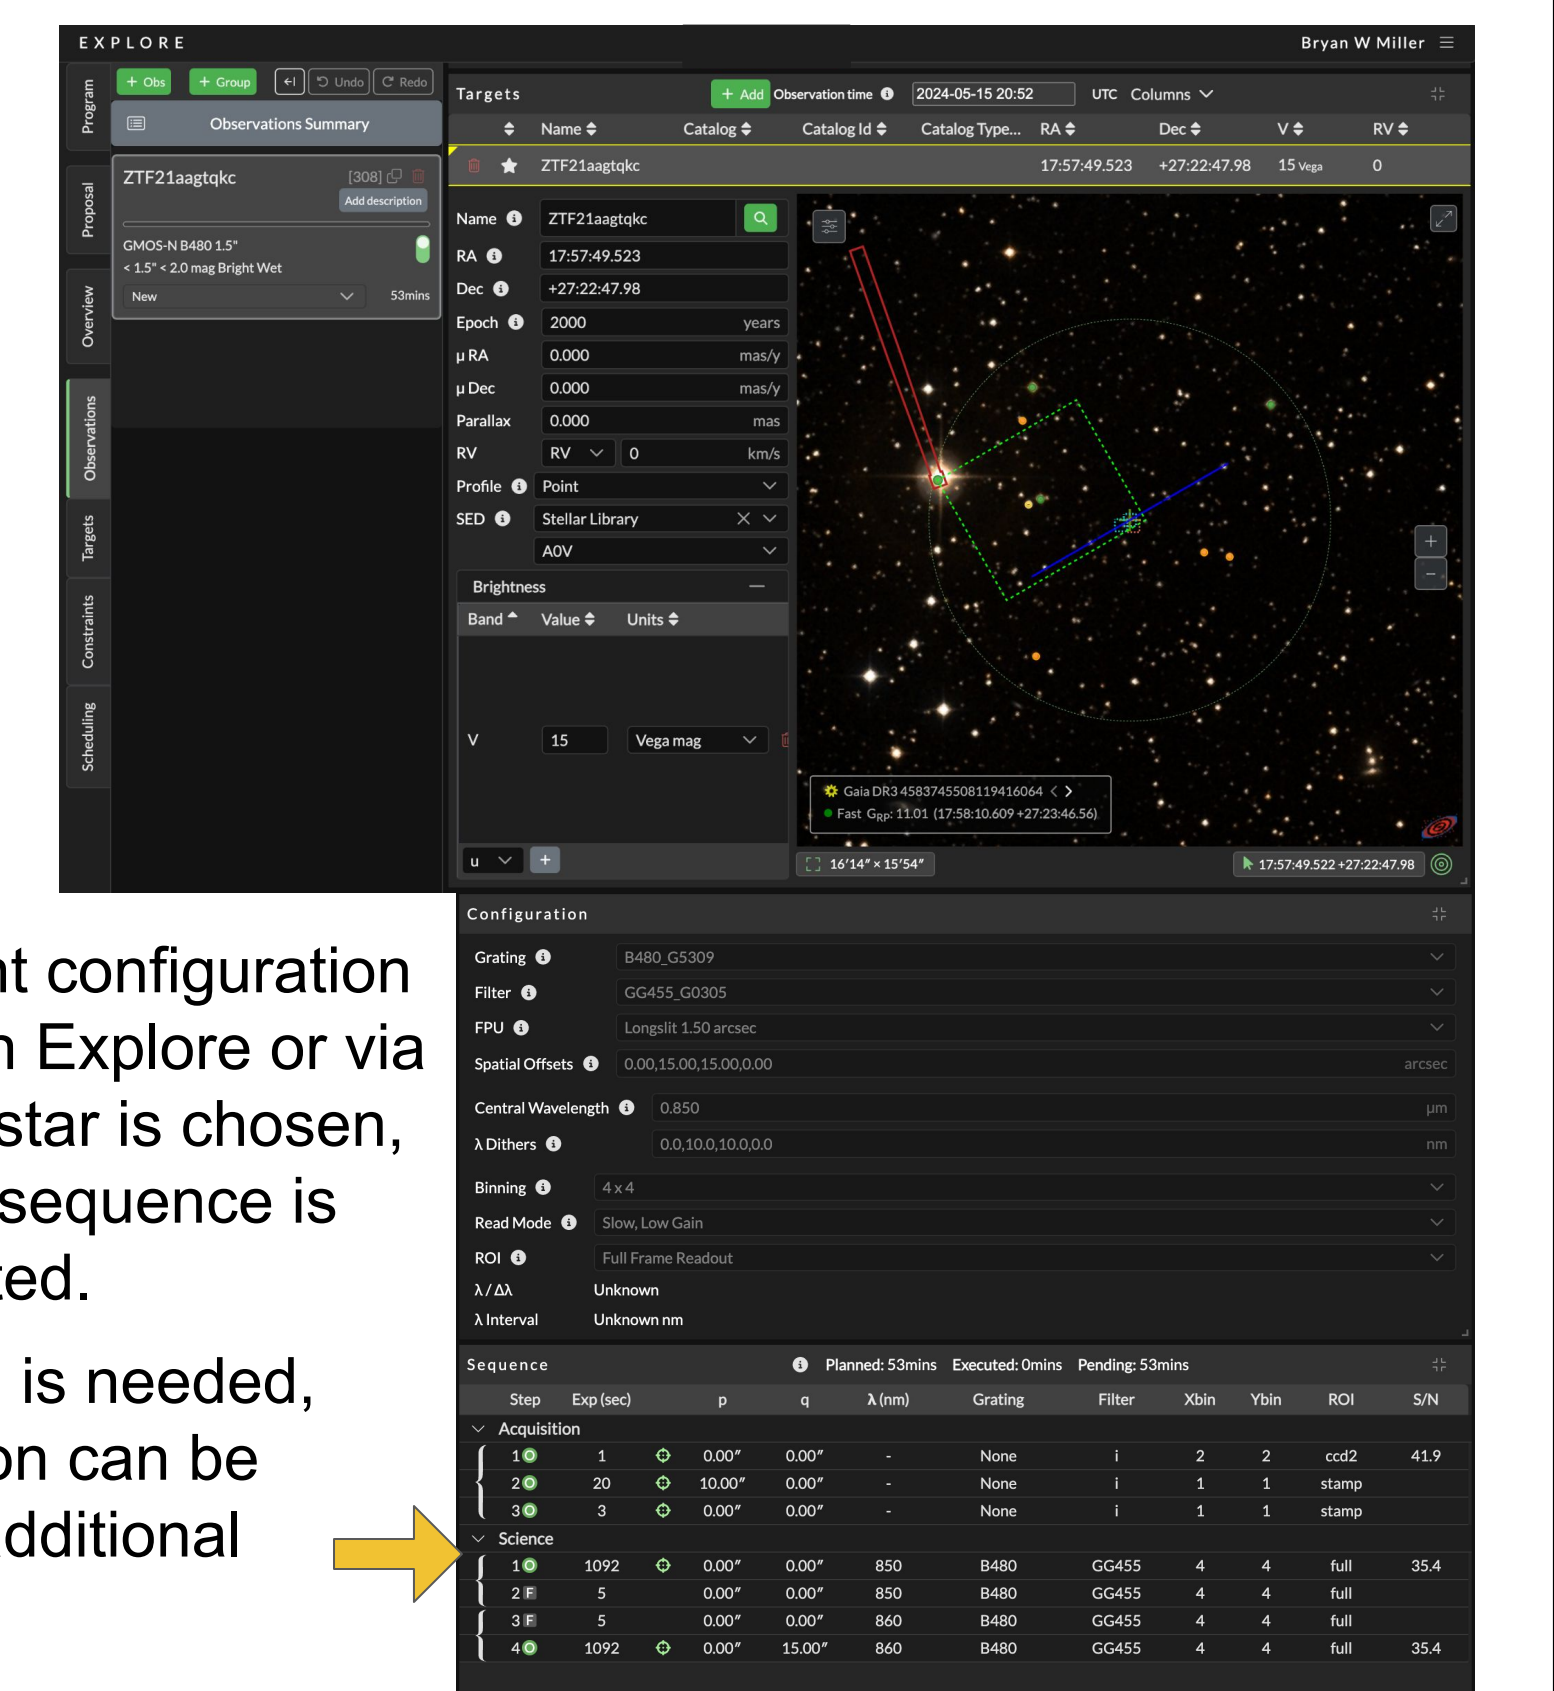 EXPLORE
Bryan W Miller
+ Obs + Group Undo Redo
Observations Summary
Program
Proposal
Overview
Observations
Targets
Constraints
Scheduling
ZTF21aagtqkc [308]
Add description
GMOS-N B480 1.5"
< 1.5" < 2.0 mag Bright Wet
New 53mins
Targets + Add Observation time 2024-05-15 20:52 UTC Columns
Name Catalog Catalog Id Catalog Type... RA Dec V RV
ZTF21aagtqkc 17:57:49.523 +27:22:47.98 15 Vega 0
Name ZTF21aagtqkc
RA 17:57:49.523
Dec +27:22:47.98
Epoch 2000 years
μ RA 0.000 mas/y
μ Dec 0.000 mas/y
Parallax 0.000 mas
RV RV 0 km/s
Profile Point
SED Stellar Library
A0V
Brightness
Band Value Units
V 15 Vega mag
u +
Gaia DR3 4583745508119416064 < >
Fast GRP: 11.01 (17:58:10.609 +27:23:46.56)
16′14″ × 15′54″
17:57:49.522 +27:22:47.98
Configuration
Grating B480_G5309
Filter GG455_G0305
FPU Longslit 1.50 arcsec
Spatial Offsets 0.00,15.00,15.00,0.00 arcsec
Central Wavelength 0.850 μm
λ Dithers 0.0,10.0,10.0,0.0 nm
Binning 4 x 4
Read Mode Slow, Low Gain
ROI Full Frame Readout
λ / Δλ Unknown
λ Interval Unknown nm
Sequence Planned: 53mins Executed: 0mins Pending: 53mins
Step Exp (sec) p q λ (nm) Grating Filter Xbin Ybin ROI S/N
Acquisition
1 1 0.00″ 0.00″ - None i 2 2 ccd2 41.9
2 20 10.00″ 0.00″ - None i 1 1 stamp
3 3 0.00″ 0.00″ - None i 1 1 stamp
Science
1 1092 0.00″ 0.00″ 850 B480 GG455 4 4 full 35.4
2 F 5 0.00″ 0.00″ 850 B480 GG455 4 4 full
3 F 5 0.00″ 0.00″ 860 B480 GG455 4 4 full
4 1092 0.00″ 15.00″ 860 B480 GG455 4 4 full 35.4
nt configuration
n Explore or via
star is chosen,
sequence is
ted.
is needed,
on can be
additional